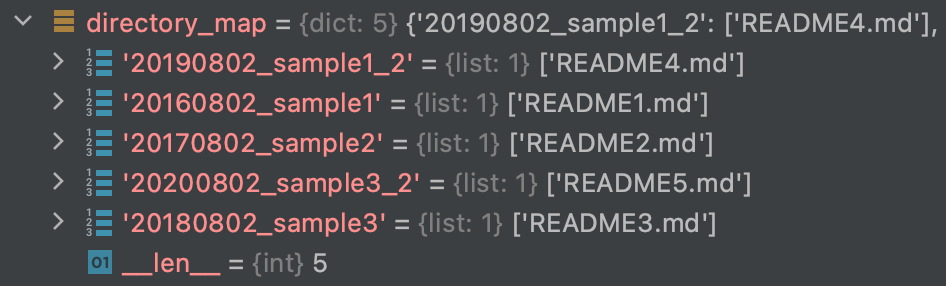 directory_map = {dict: 5} {'20190802_sample1_2': ['README4.md'],
'20190802_sample1_2' = {list: 1} ['README4.md']
'20160802_sample1' = {list: 1} ['README1.md']
'20170802_sample2' = {list: 1} ['README2.md']
'20200802_sample3_2' = {list: 1} ['README5.md']
'20180802_sample3' = {list: 1} ['README3.md']
01 __len__ = {int} 5